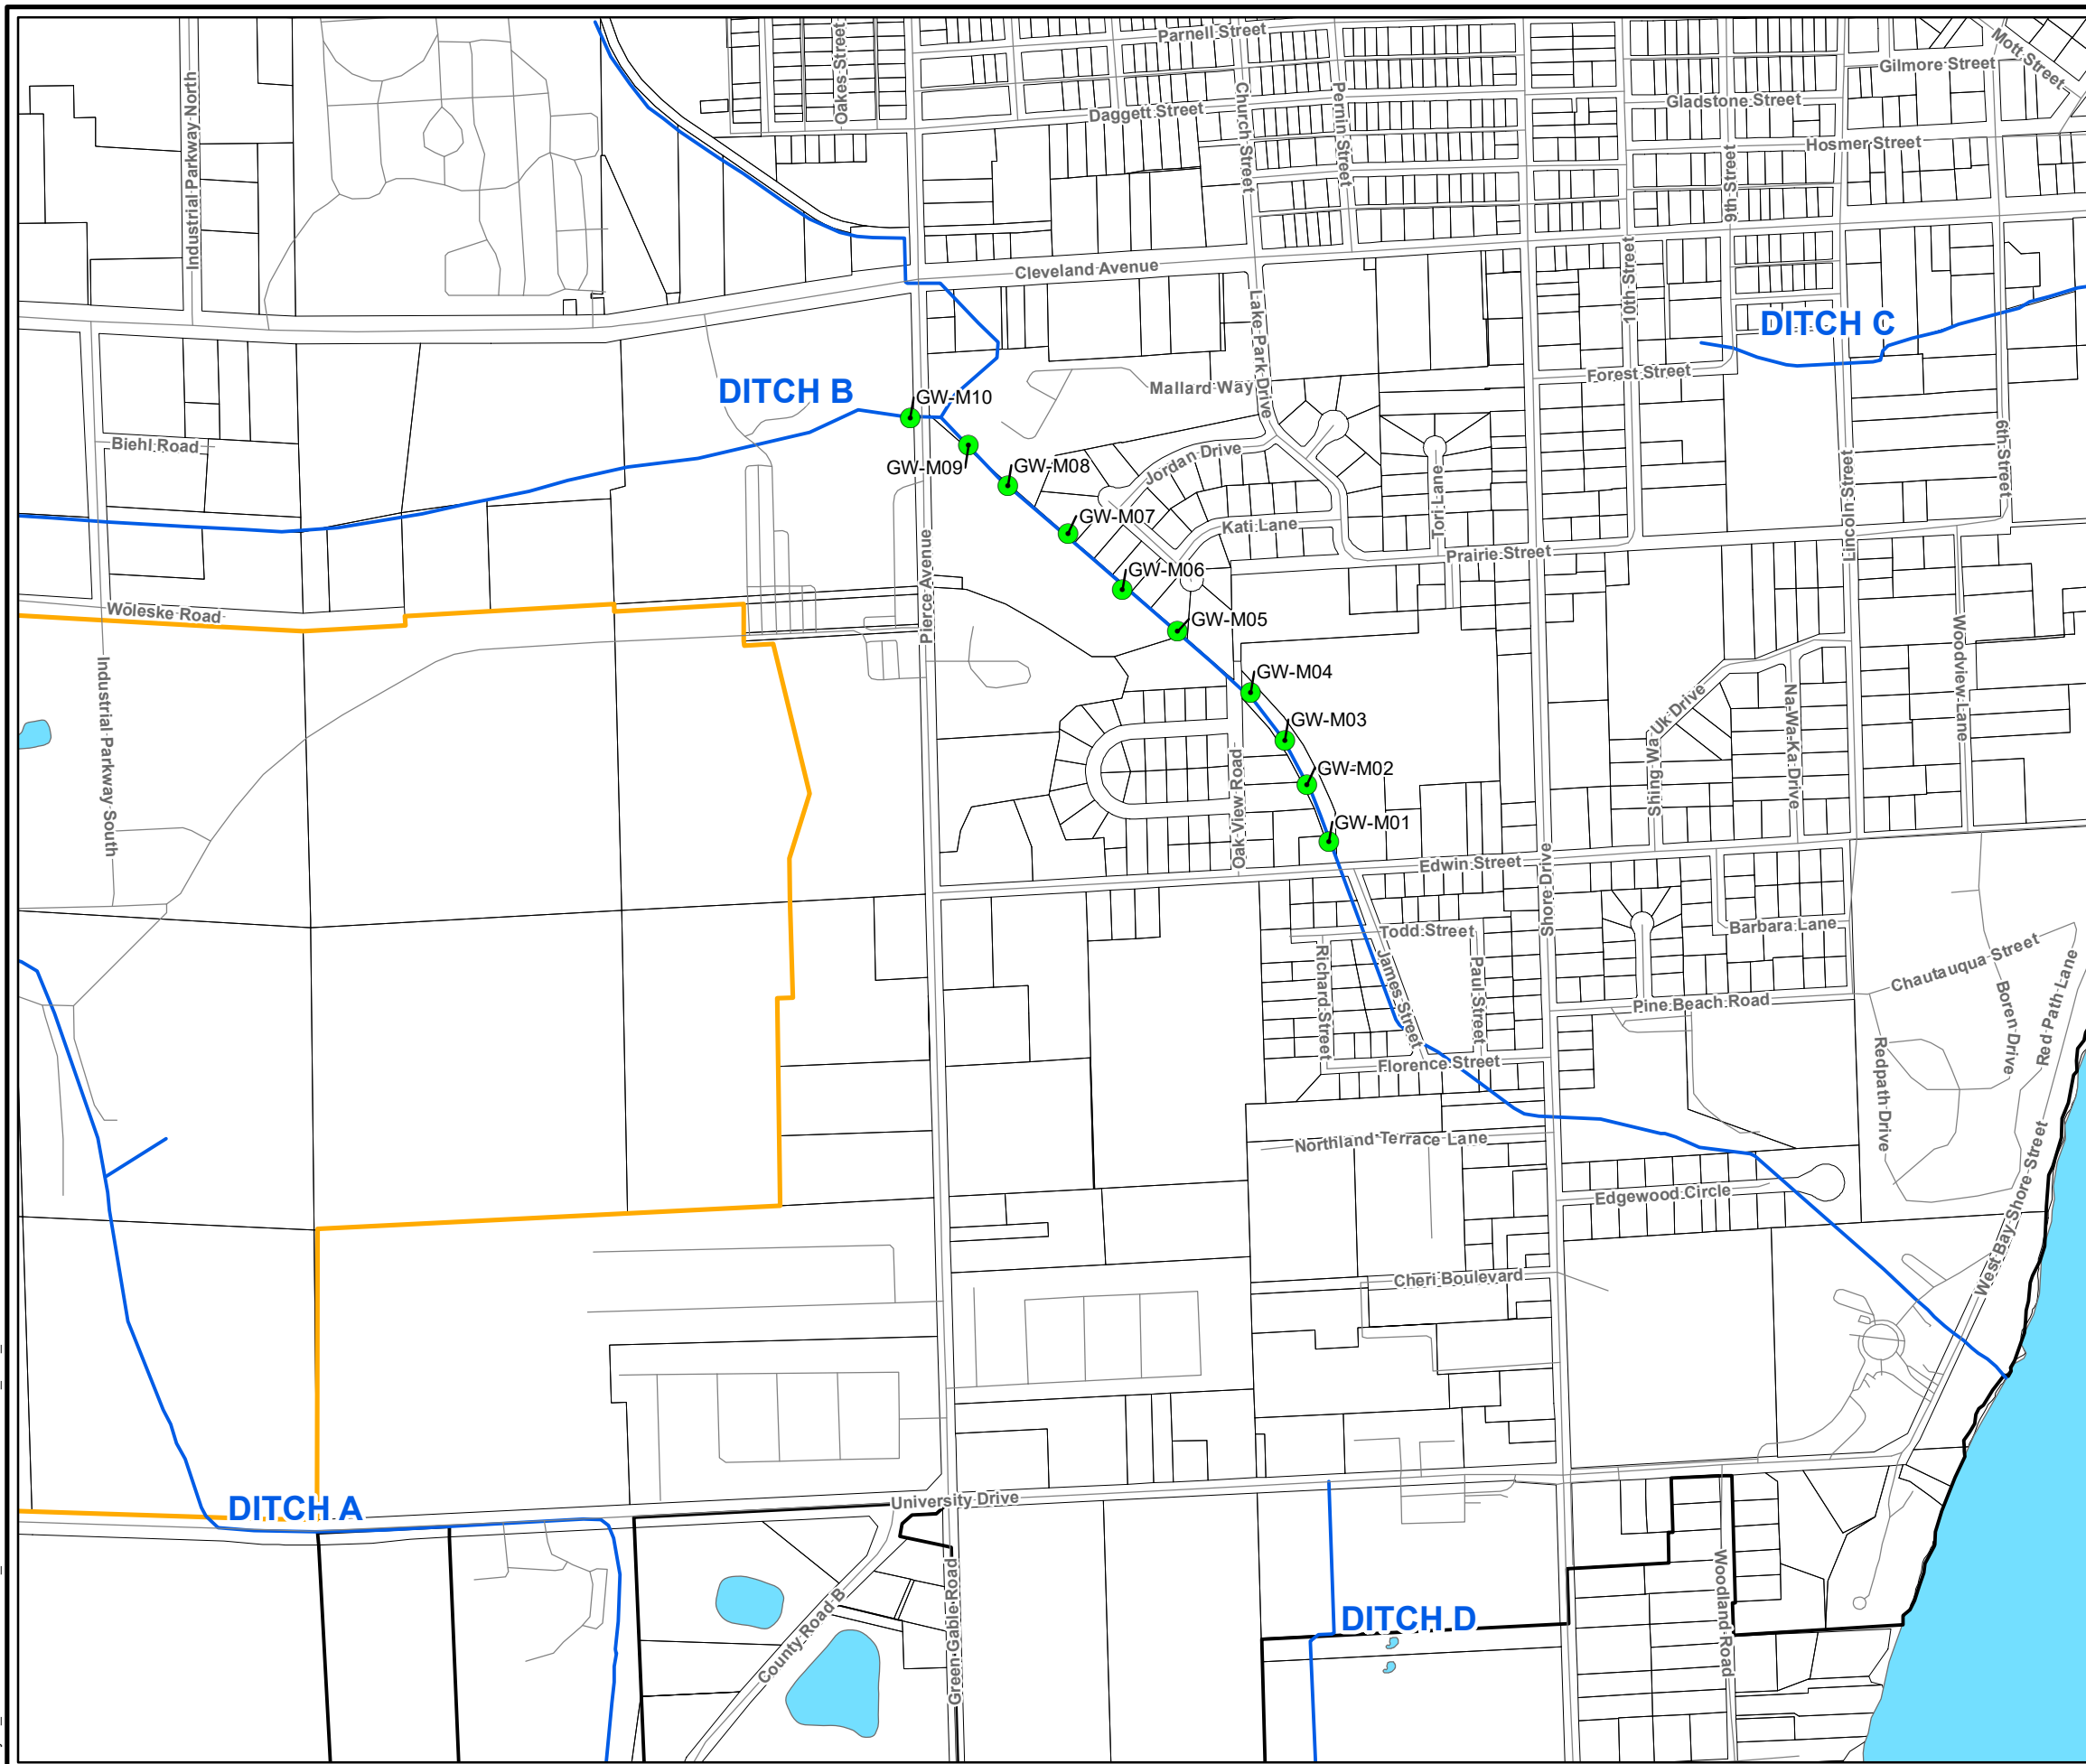 Parnell Street
Mott Street
Gilmore Street
Oakes Street
Industrial Parkway North
Church Street
Pernin Street
Gladstone Street
Daggett Street
Hosmer Street
9th Street
10th Street
Cleveland Avenue
Lake Park Drive
DITCH C
Forest Street
Mallard Way
DITCH B
GW-M10
Biehl Road
GW-M09
GW-M08
Jordan Drive
6th Street
Lincoln Street
Tori Lane
GW-M07
Kati Lane
Prairie Street
Pierce Avenue
GW-M06
Woleske Road
GW-M05
Woodview Lane
GW-M04
Shing Wa Uk Drive
Na-Wa-Ka Drive
Industrial Parkway South
GW-M03
GW-M02
Oak View Road
GW-M01
Edwin Street
Shore Drive
Barbara Lane
Todd Street
Chautauqua Street
Richard Street
James Street
Paul Street
Pine Beach Road
Boren Drive
Red Path Lane
Florence Street
Redpath Drive
Northland Terrace Lane
Edgewood Circle
West Bay Shore Street
Cheri Boulevard
DITCH A
University Drive
DITCH D
County Road B
Green Gable Road
Woodland Road